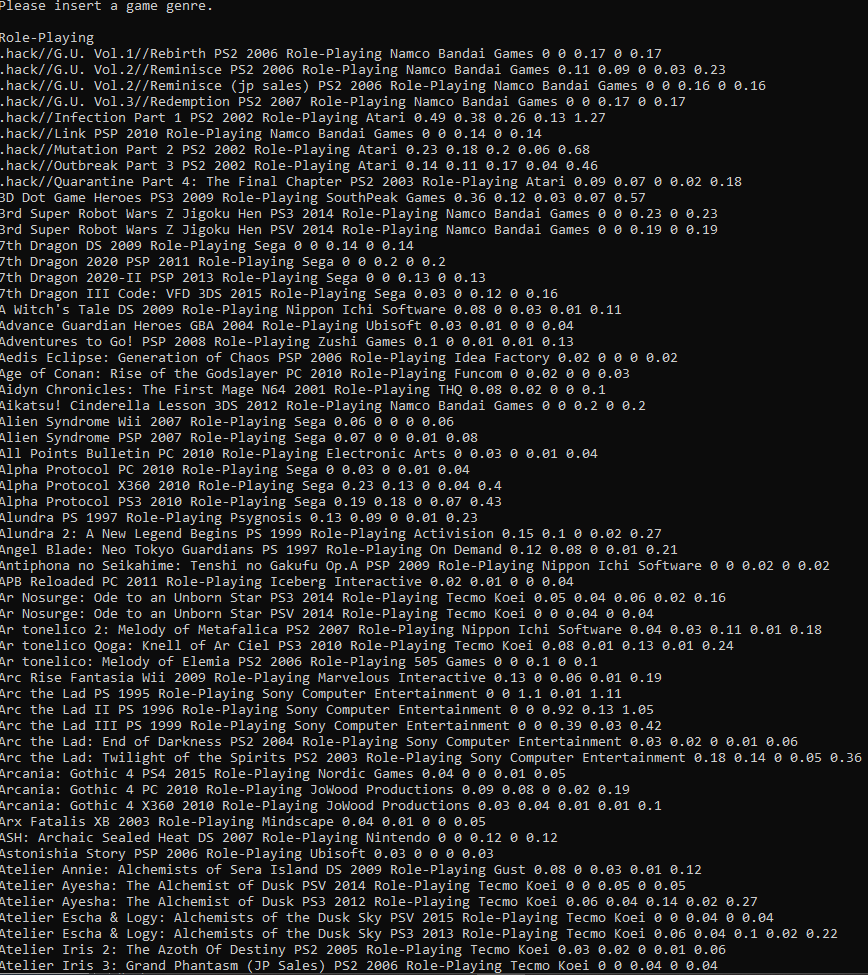 Please insert a game genre.
Role-Playing
.hack//G.U. Vol.1//Rebirth PS2 2006 Role-Playing Namco Bandai Games 0 0 0.17 0 0.17
.hack//G.U. Vol.2//Reminisce PS2 2006 Role-Playing Namco Bandai Games 0.11 0.09 0 0.03 0.23
.hack//G.U. Vol.2//Reminisce (jp sales) PS2 2006 Role-Playing Namco Bandai Games 0 0 0.16 0 0.16
.hack//G.U. Vol.3//Redemption PS2 2007 Role-Playing Namco Bandai Games 0 0 0.17 0 0.17
.hack//Infection Part 1 PS2 2002 Role-Playing Atari 0.49 0.38 0.26 0.13 1.27
.hack//Link PSP 2010 Role-Playing Namco Bandai Games 0 0 0.14 0 0.14
.hack//Mutation Part 2 PS2 2002 Role-Playing Atari 0.23 0.18 0.2 0.06 0.68
.hack//Outbreak Part 3 PS2 2002 Role-Playing Atari 0.14 0.11 0.17 0.04 0.46
.hack//Quarantine Part 4: The Final Chapter PS2 2003 Role-Playing Atari 0.09 0.07 0 0.02 0.18
3D Dot Game Heroes PS3 2009 Role-Playing SouthPeak Games 0.36 0.12 0.03 0.07 0.57
3rd Super Robot Wars Z Jigoku Hen PS3 2014 Role-Playing Namco Bandai Games 0 0 0.23 0 0.23
3rd Super Robot Wars Z Jigoku Hen PSV 2014 Role-Playing Namco Bandai Games 0 0 0.19 0 0.19
7th Dragon DS 2009 Role-Playing Sega 0 0 0.14 0 0.14
7th Dragon 2020 PSP 2011 Role-Playing Sega 0 0 0.2 0 0.2
7th Dragon 2020-II PSP 2013 Role-Playing Sega 0 0 0.13 0 0.13
7th Dragon III Code: VFD 3DS 2015 Role-Playing Sega 0.03 0 0.12 0 0.16
A Witch's Tale DS 2009 Role-Playing Nippon Ichi Software 0.08 0 0.03 0.01 0.11
Advance Guardian Heroes GBA 2004 Role-Playing Ubisoft 0.03 0.01 0 0 0.04
Adventures to Go! PSP 2008 Role-Playing Zushi Games 0.1 0 0.01 0.01 0.13
Aedis Eclipse: Generation of Chaos PSP 2006 Role-Playing Idea Factory 0.02 0 0 0 0.02
Age of Conan: Rise of the Godslayer PC 2010 Role-Playing Funcom 0 0.02 0 0 0.03
Aidyn Chronicles: The First Mage N64 2001 Role-Playing THQ 0.08 0.02 0 0 0.1
Aikatsu! Cinderella Lesson 3DS 2012 Role-Playing Namco Bandai Games 0 0 0.2 0 0.2
Alien Syndrome Wii 2007 Role-Playing Sega 0.06 0 0 0 0.06
Alien Syndrome PSP 2007 Role-Playing Sega 0.07 0 0 0.01 0.08
All Points Bulletin PC 2010 Role-Playing Electronic Arts 0 0.03 0 0.01 0.04
Alpha Protocol PC 2010 Role-Playing Sega 0 0.03 0 0.01 0.04
Alpha Protocol X360 2010 Role-Playing Sega 0.23 0.13 0 0.04 0.4
Alpha Protocol PS3 2010 Role-Playing Sega 0.19 0.18 0 0.07 0.43
Alundra PS 1997 Role-Playing Psygnosis 0.13 0.09 0 0.01 0.23
Alundra 2: A New Legend Begins PS 1999 Role-Playing Activision 0.15 0.1 0 0.02 0.27
Angel Blade: Neo Tokyo Guardians PS 1997 Role-Playing On Demand 0.12 0.08 0 0.01 0.21
Antiphona no Seikahime: Tenshi no Gakufu Op.A PSP 2009 Role-Playing Nippon Ichi Software 0 0 0.02 0 0.02
APB Reloaded PC 2011 Role-Playing Iceberg Interactive 0.02 0.01 0 0 0.04
Ar Nosurge: Ode to an Unborn Star PS3 2014 Role-Playing Tecmo Koei 0.05 0.04 0.06 0.02 0.16
Ar Nosurge: Ode to an Unborn Star PSV 2014 Role-Playing Tecmo Koei 0 0 0.04 0 0.04
Ar tonelico 2: Melody of Metafalica PS2 2007 Role-Playing Nippon Ichi Software 0.04 0.03 0.11 0.01 0.18
Ar tonelico Qoga: Knell of Ar Ciel PS3 2010 Role-Playing Tecmo Koei 0.08 0.01 0.13 0.01 0.24
Ar tonelico: Melody of Elemia PS2 2006 Role-Playing 505 Games 0 0 0.1 0 0.1
Arc Rise Fantasia Wii 2009 Role-Playing Marvelous Interactive 0.13 0 0.06 0.01 0.19
Arc the Lad PS 1995 Role-Playing Sony Computer Entertainment 0 0 1.1 0.01 1.11
Arc the Lad II PS 1996 Role-Playing Sony Computer Entertainment 0 0 0.92 0.13 1.05
Arc the Lad III PS 1999 Role-Playing Sony Computer Entertainment 0 0 0.39 0.03 0.42
Arc the Lad: End of Darkness PS2 2004 Role-Playing Sony Computer Entertainment 0.03 0.02 0 0.01 0.06
Arc the Lad: Twilight of the Spirits PS2 2003 Role-Playing Sony Computer Entertainment 0.18 0.14 0 0.05 0.36
Arcania: Gothic 4 PS4 2015 Role-Playing Nordic Games 0.04 0 0 0.01 0.05
Arcania: Gothic 4 PC 2010 Role-Playing JoWood Productions 0.09 0.08 0 0.02 0.19
Arcania: Gothic 4 X360 2010 Role-Playing JoWood Productions 0.03 0.04 0.01 0.01 0.1
Arx Fatalis XB 2003 Role-Playing Mindscape 0.04 0.01 0 0 0.05
ASH: Archaic Sealed Heat DS 2007 Role-Playing Nintendo 0 0 0.12 0 0.12
Astonishia Story PSP 2006 Role-Playing Ubisoft 0.03 0 0 0 0.03
Atelier Annie: Alchemists of Sera Island DS 2009 Role-Playing Gust 0.08 0 0.03 0.01 0.12
Atelier Ayesha: The Alchemist of Dusk PSV 2014 Role-Playing Tecmo Koei 0 0 0.05 0 0.05
Atelier Ayesha: The Alchemist of Dusk PS3 2012 Role-Playing Tecmo Koei 0.06 0.04 0.14 0.02 0.27
Atelier Escha & Logy: Alchemists of the Dusk Sky PSV 2015 Role-Playing Tecmo Koei 0 0 0.04 0 0.04
Atelier Escha & Logy: Alchemists of the Dusk Sky PS3 2013 Role-Playing Tecmo Koei 0.06 0.04 0.1 0.02 0.22
Atelier Iris 2: The Azoth Of Destiny PS2 2005 Role-Playing Tecmo Koei 0.03 0.02 0 0.01 0.06
Atelier Iris 3: Grand Phantasm (JP Sales) PS2 2006 Role-Playing Tecmo Koei 0 0 0.04 0 0.04